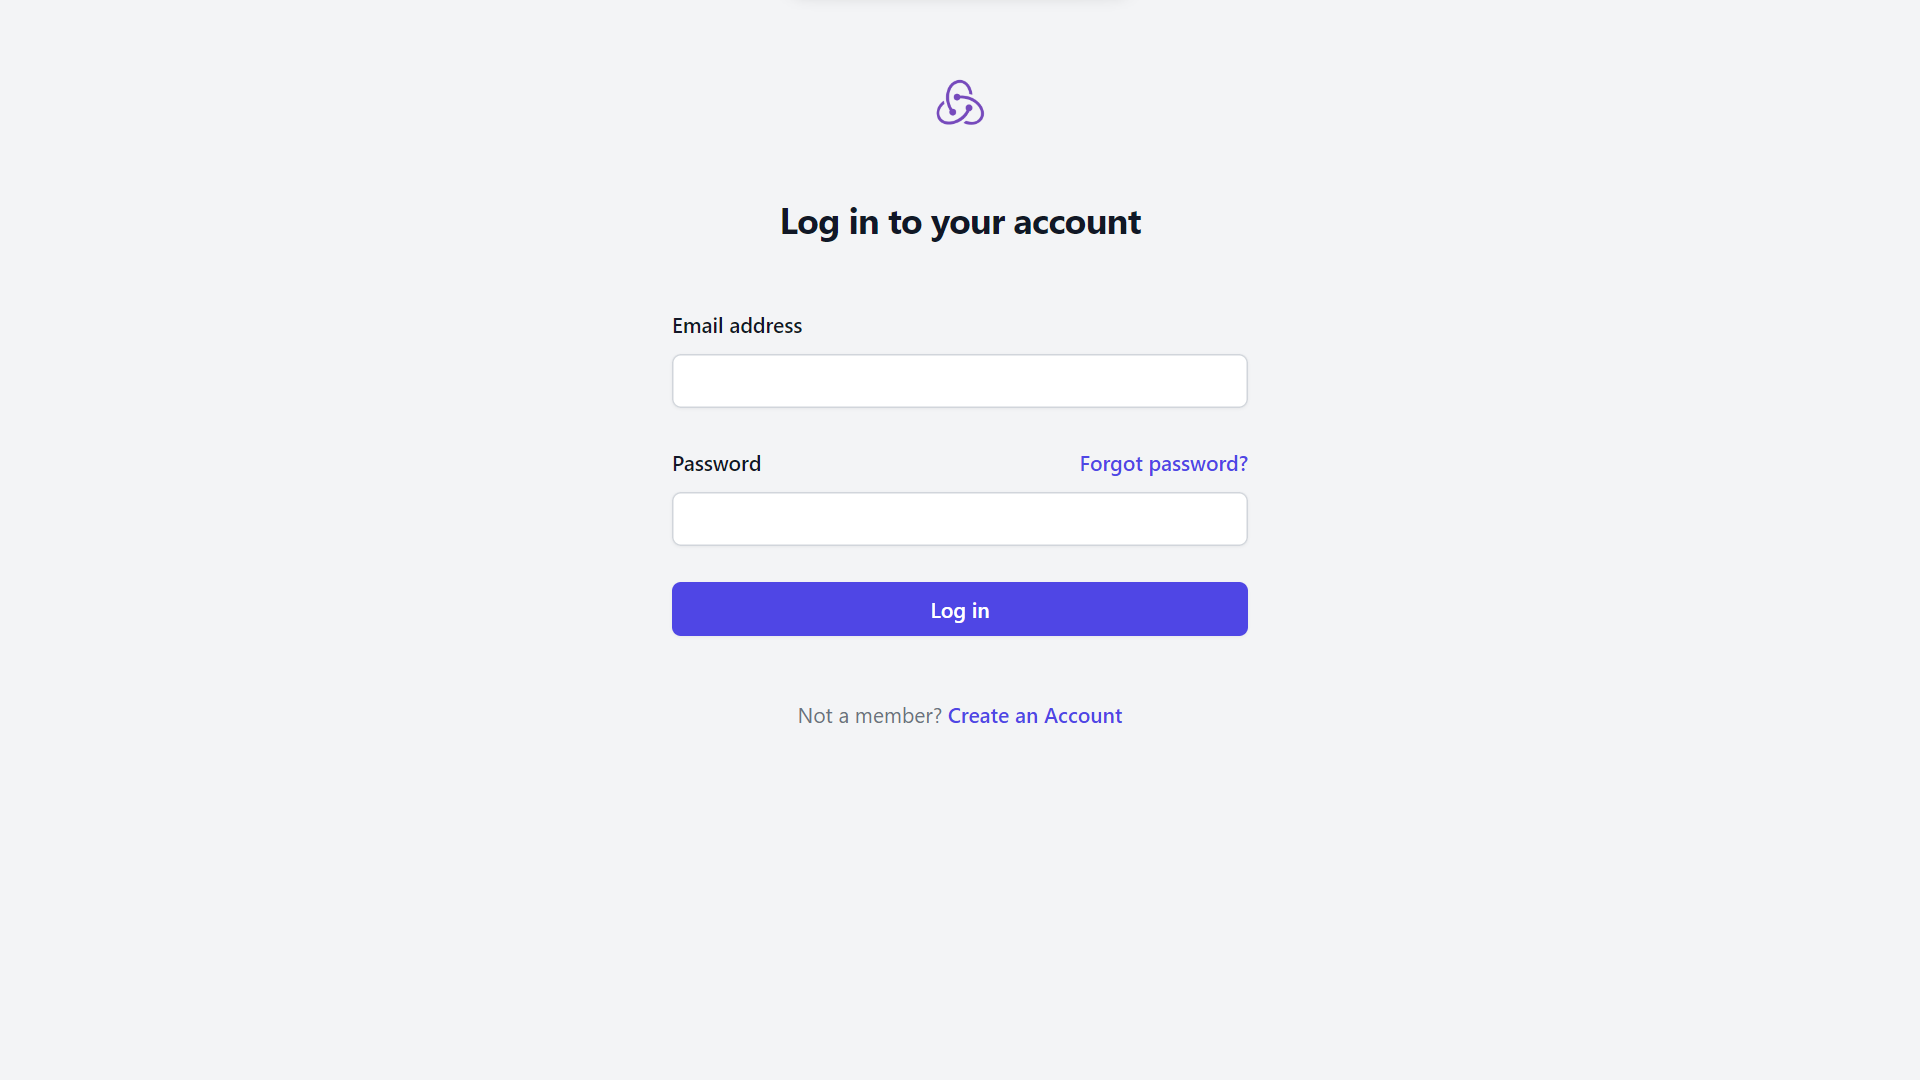 Log in to your account
Email address
Password Forgot password?
Log in
Not a member? Create an Account